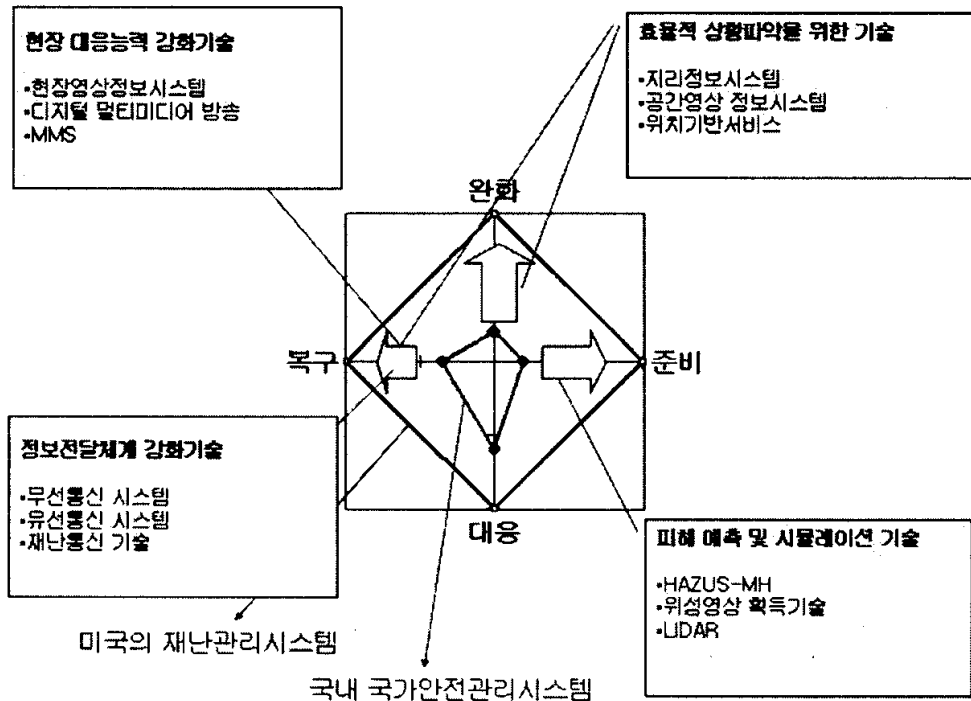 현장 대응능력 강화기술
•현장영상정보시스템
•디지털 멀티미디어 방송
•MMS
효율적 상황파악을 위한 기술
•지리정보시스템
•공간영상 정보시스템
•위치기반서비스
완화
복구
준비
대응
정보전달체계 강화기술
•무선통신 시스템
•유선통신 시스템
•재난통신 기술
피해 예측 및 시뮬레이션 기술
•HAZUS-MH
•위성영상 획득기술
•LIDAR
미국의 재난관리시스템
국내 국가안전관리시스템